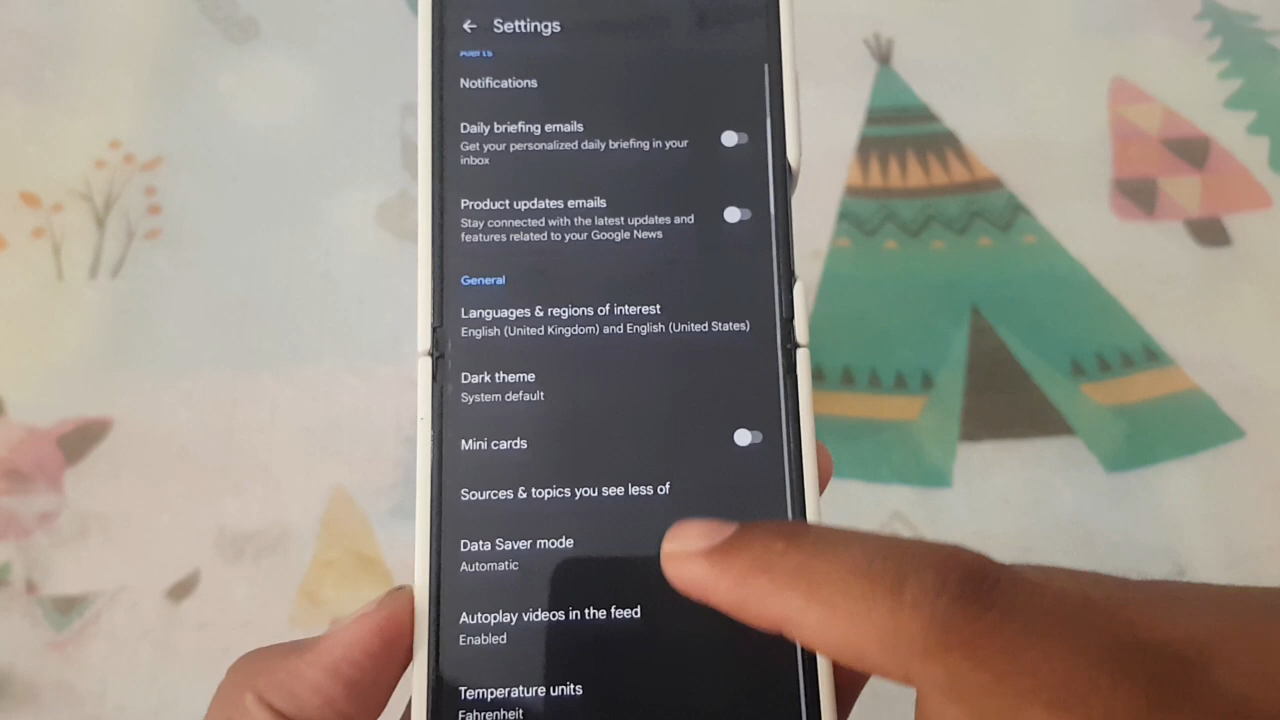 Settings
Alerts
Notifications
Daily briefing emails
Get your personalized daily briefing in your
inbox
Product updates emails
Stay connected with the latest updates and
features related to your Google News
General
Languages & regions of interest
English (United Kingdom) and English (United States)
Dark theme
System default
Mini cards
Sources & topics you see less of
Data Saver mode
Automatic
Autoplay videos in the feed
Enabled
Temperature units
Fahrenheit